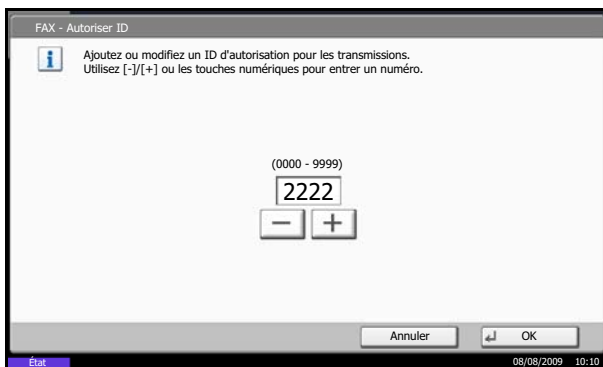 FAX - Autoriser ID
Ajoutez ou modifiez un ID d'autorisation pour les transmissions.
Utilisez [-]/[+] ou les touches numériques pour entrer un numéro.
(0000 - 9999)
2222
Annuler
OK
État
08/08/2009 10:10